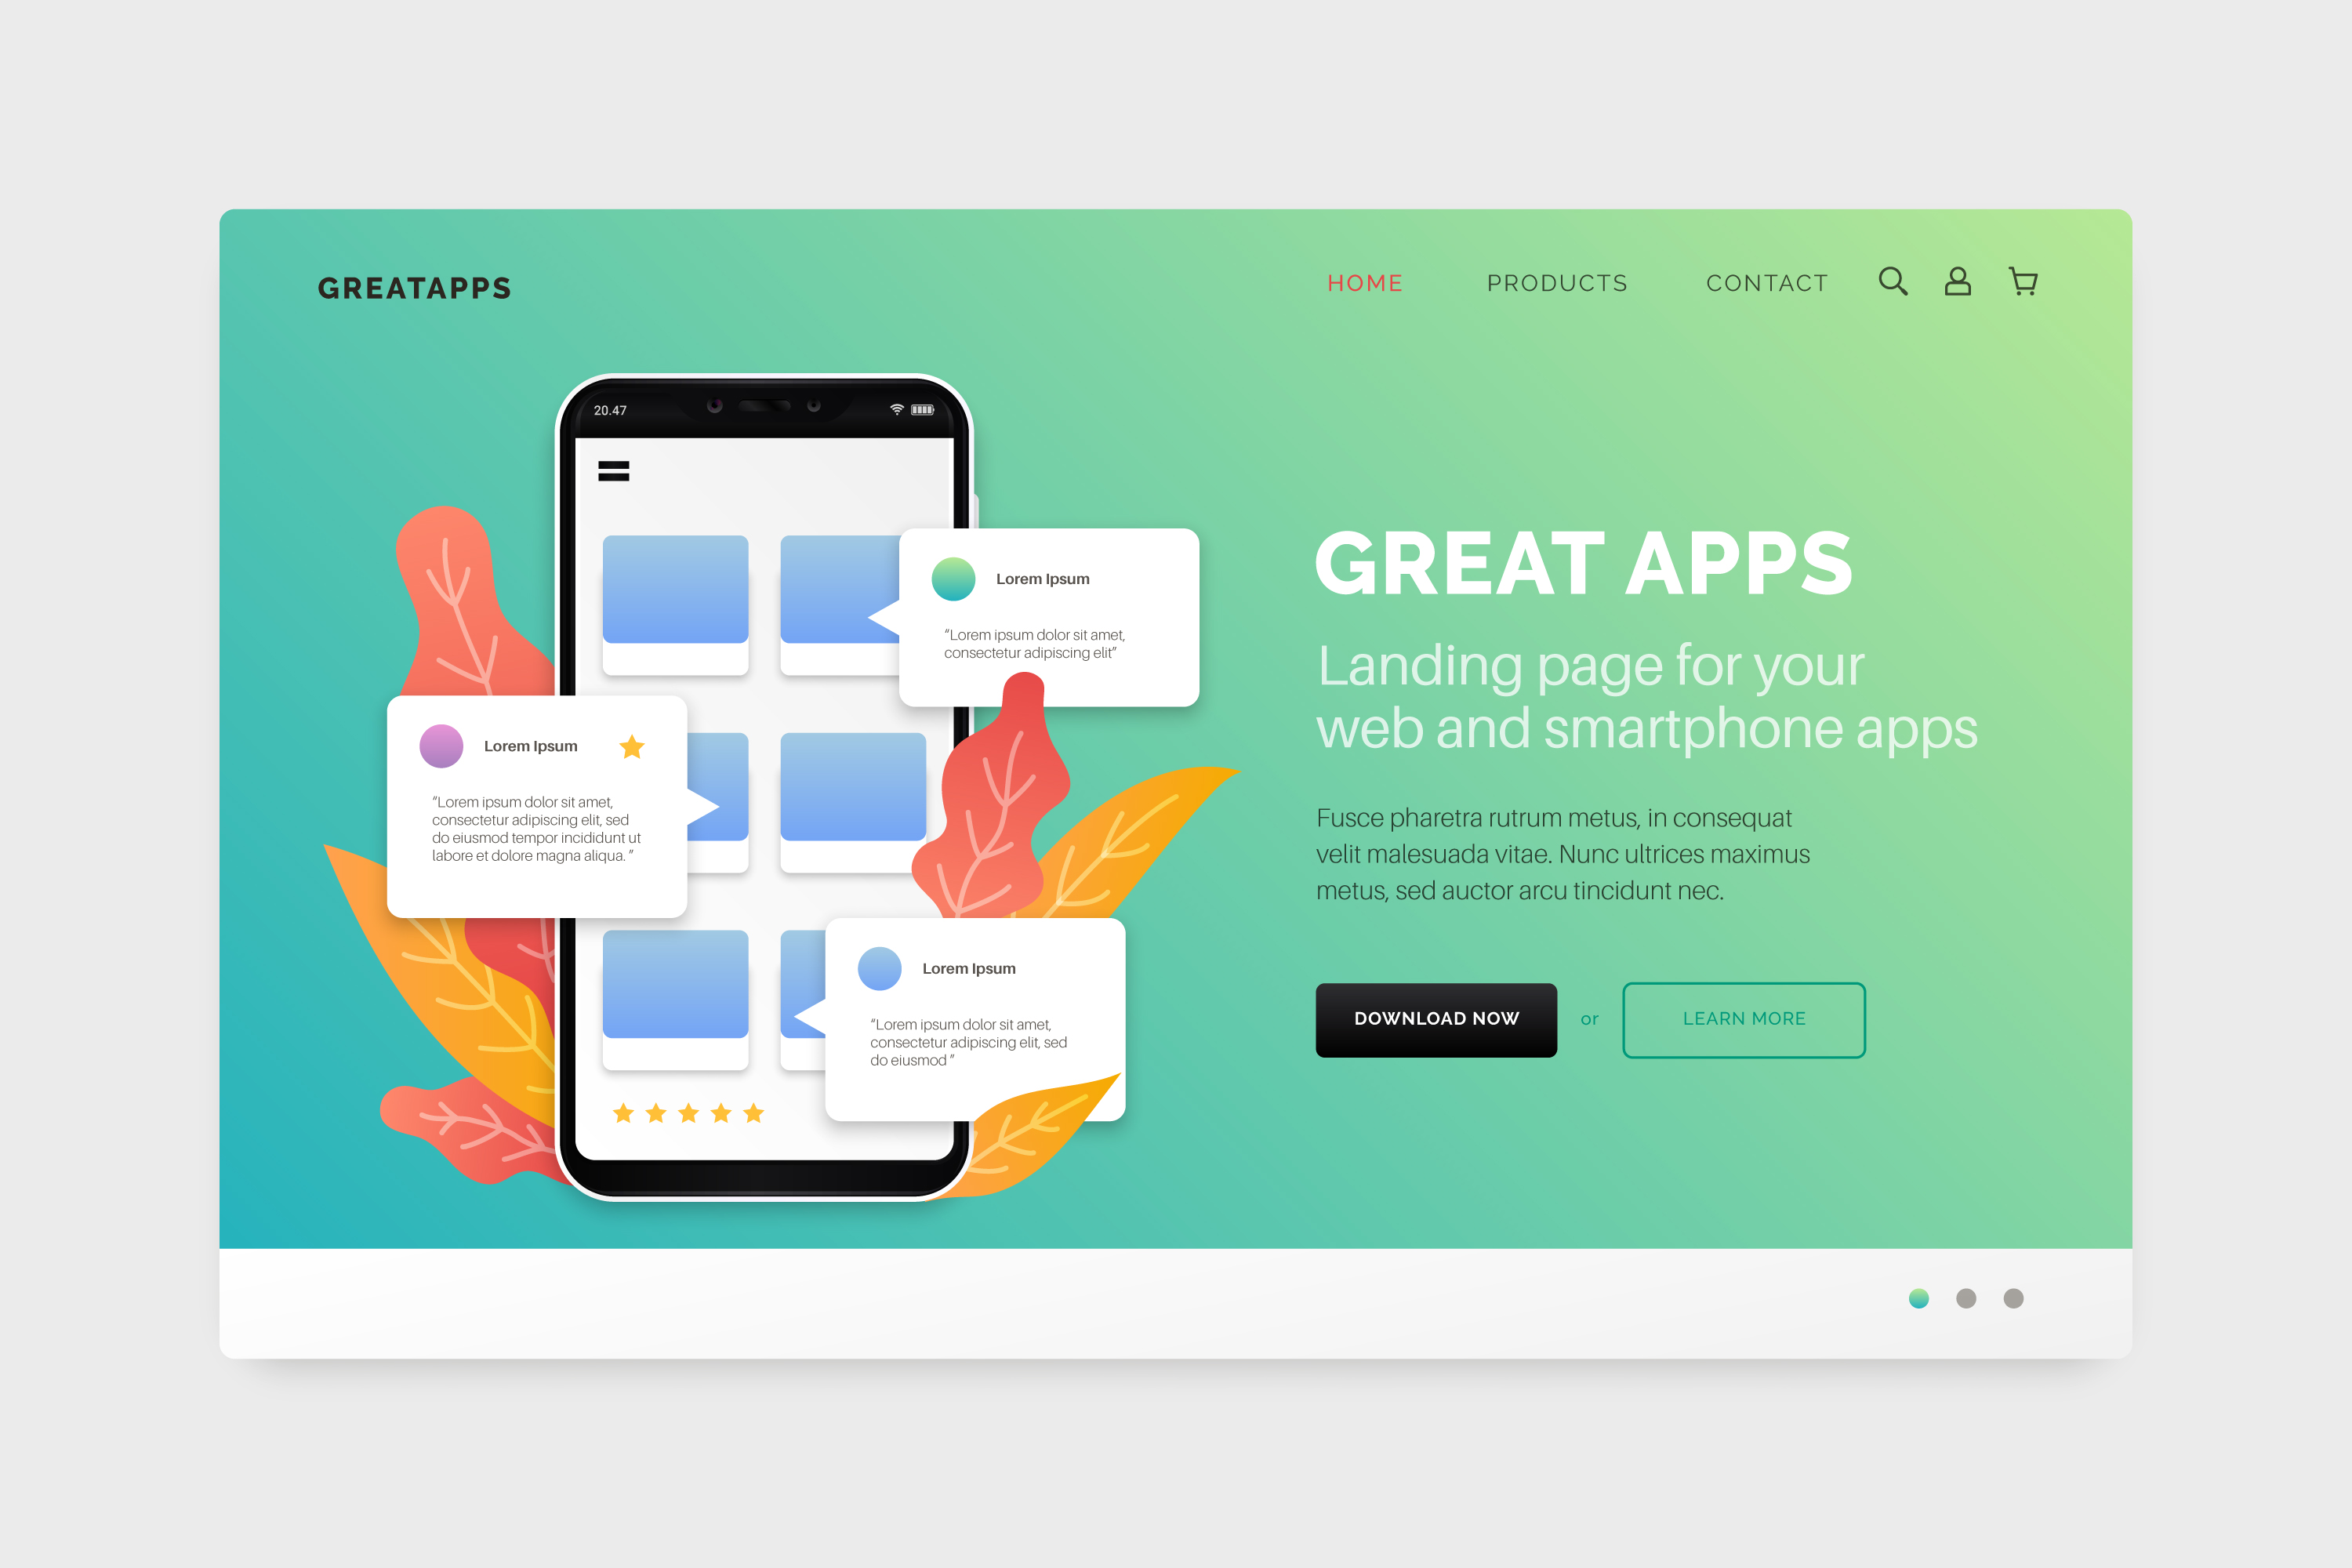 GREATAPPS
HOME PRODUCTS CONTACT
20.47
Lorem Ipsum
“Lorem ipsum dolor sit amet,
consectetur adipiscing elit”
Lorem Ipsum
“Lorem ipsum dolor sit amet,
consectetur adipiscing elit, sed
do eiusmod tempor incididunt ut
labore et dolore magna aliqua. ”
Lorem Ipsum
“Lorem ipsum dolor sit amet,
consectetur adipiscing elit, sed
do eiusmod ”
GREAT APPS
Landing page for your
web and smartphone apps
Fusce pharetra rutrum metus, in consequat
velit malesuada vitae. Nunc ultrices maximus
metus, sed auctor arcu tincidunt nec.
DOWNLOAD NOW or LEARN MORE